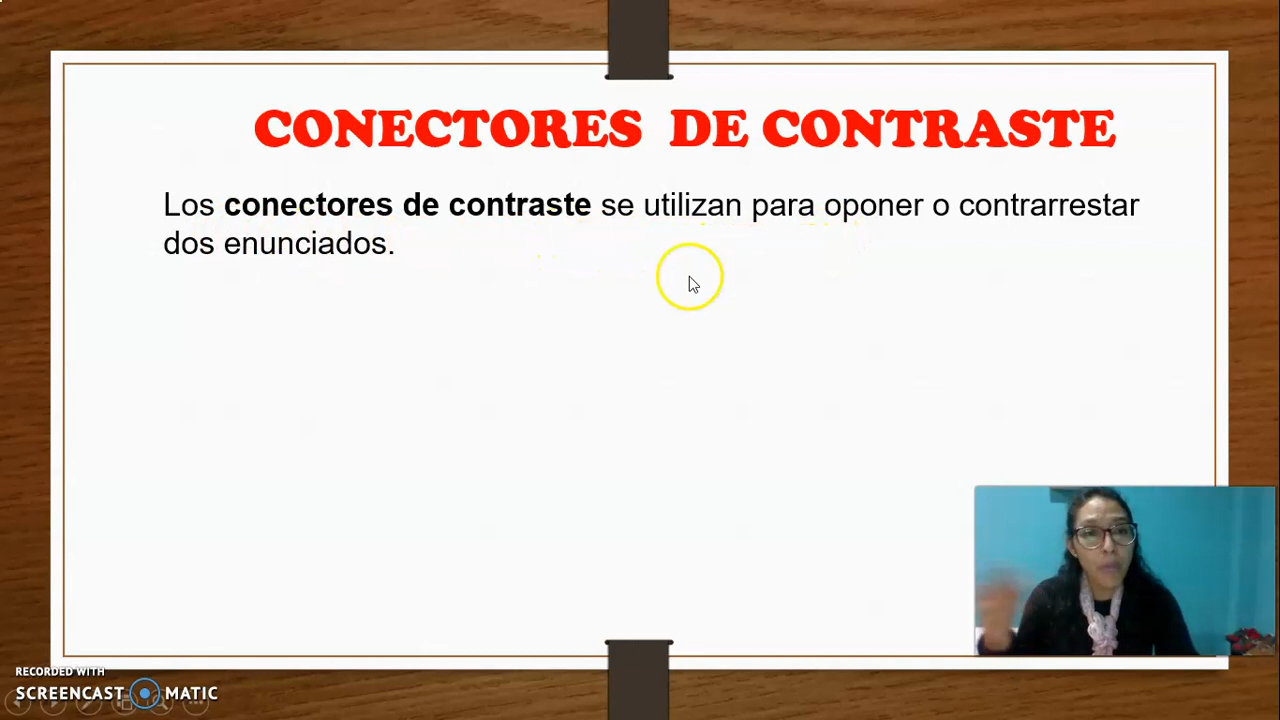 CONECTORES DE CONTRASTE
Los conectores de contraste se utilizan para oponer o contrarrestar
dos enunciados.
RECORDED WITH
SCREENCAST MATIC